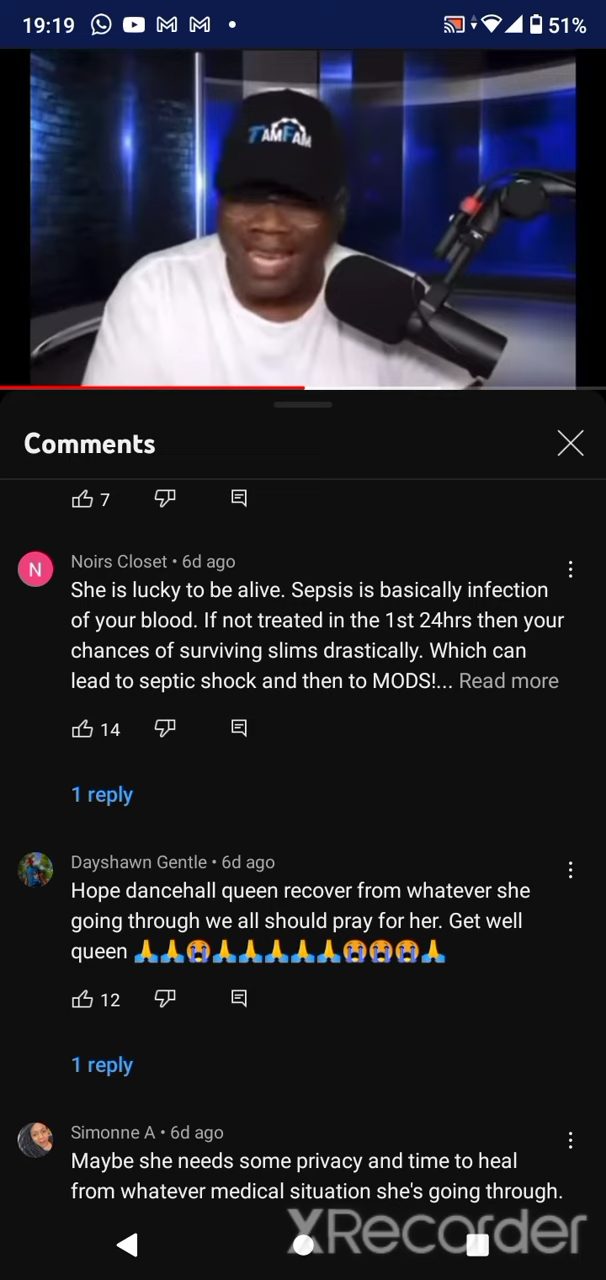 19:19 51%
TAMFAM
Comments
7
N
Noirs Closet • 6d ago
She is lucky to be alive. Sepsis is basically infection
of your blood. If not treated in the 1st 24hrs then your
chances of surviving slims drastically. Which can
lead to septic shock and then to MODS!... Read more
14
1 reply
Dayshawn Gentle • 6d ago
Hope dancehall queen recover from whatever she
going through we all should pray for her. Get well
queen 🙏🙏😭🙏🙏🙏🙏🙏😭😭😭🙏
12
1 reply
Simonne A • 6d ago
Maybe she needs some privacy and time to heal
from whatever medical situation she's going through.
XRecorder